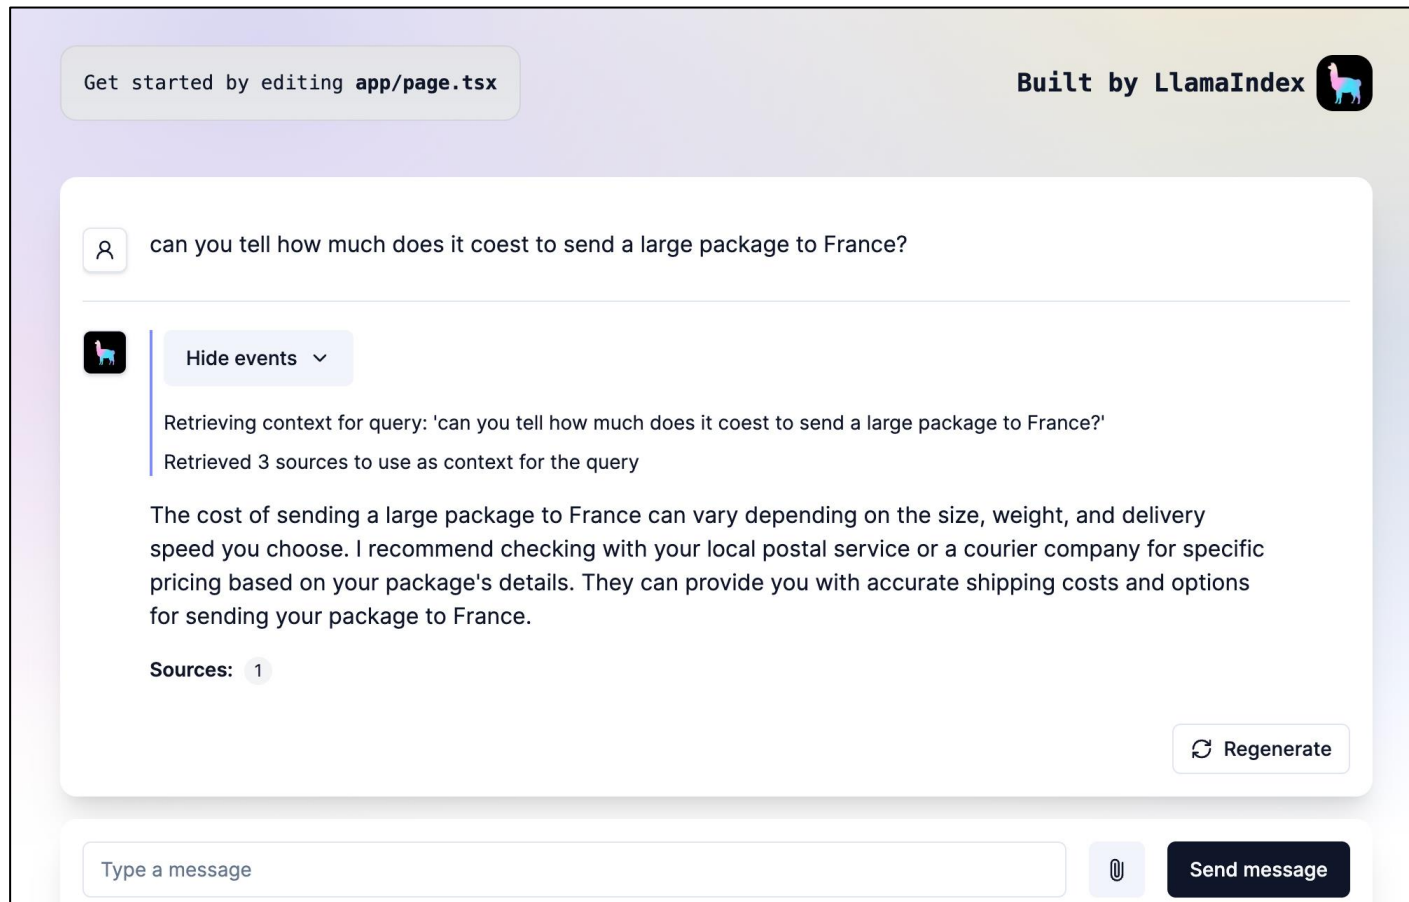 Get started by editing app/page.tsx
Built by LlamaIndex
can you tell how much does it coest to send a large package to France?
Hide events
Retrieving context for query: 'can you tell how much does it coest to send a large package to France?'
Retrieved 3 sources to use as context for the query
The cost of sending a large package to France can vary depending on the size, weight, and delivery
speed you choose. I recommend checking with your local postal service or a courier company for specific
pricing based on your package's details. They can provide you with accurate shipping costs and options
for sending your package to France.
Sources: 1
Regenerate
Type a message
Send message